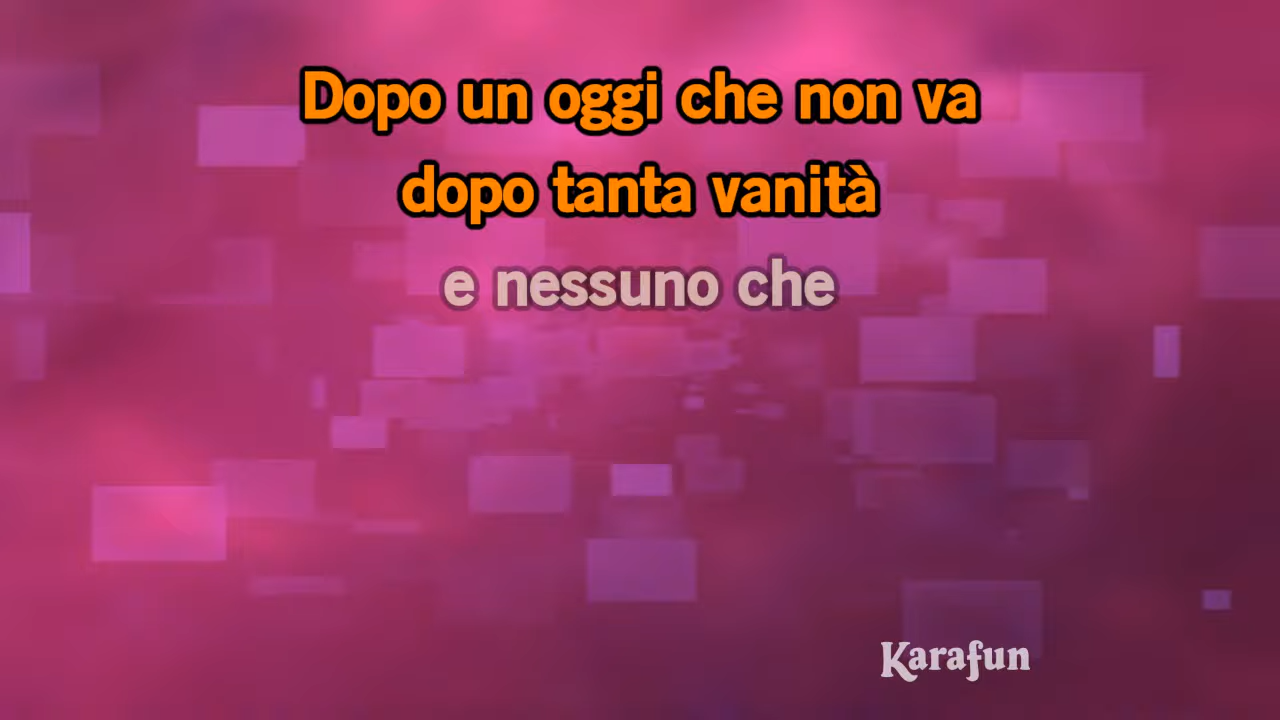 Dopo un oggi che non va
dopo tanta vanità
e nessuno che
Karafun